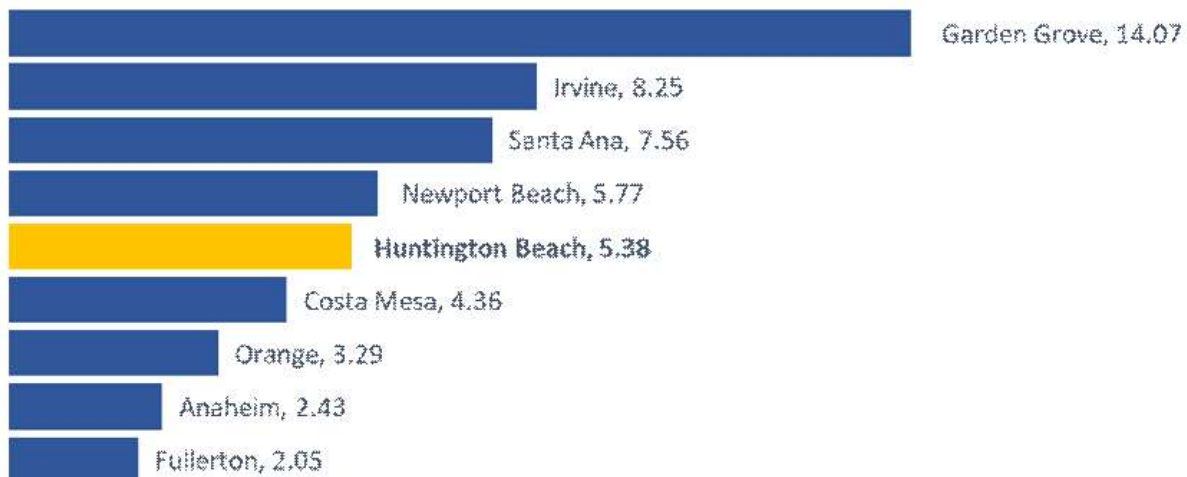 Garden Grove, 14.07
Irvine, 8.25
Santa Ana, 7.56
Newport Beach, 5.77
Huntington Beach, 5.38
Costa Mesa, 4.36
Orange, 3.29
Anaheim, 2.43
Fullerton, 2.05